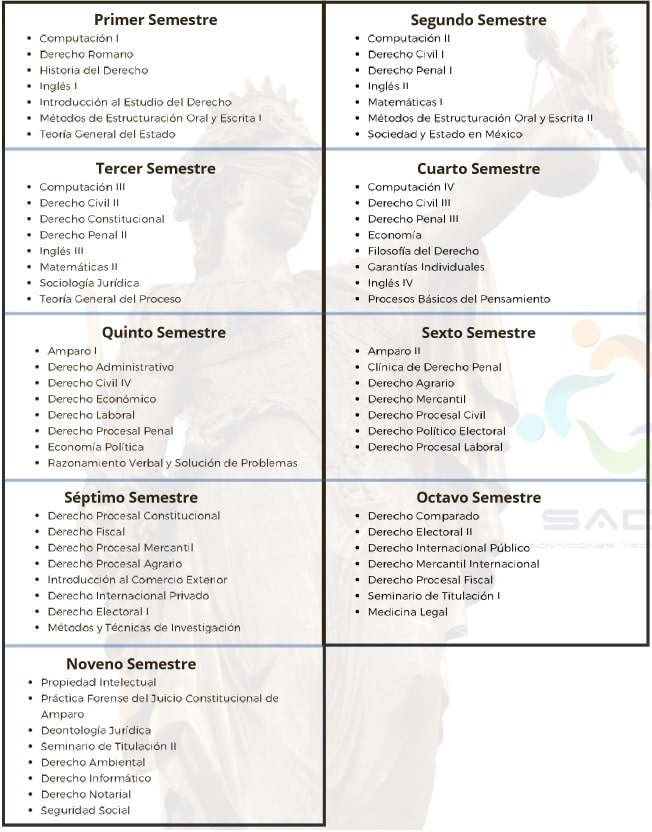 Primer Semestre
Computación I
Derecho Romano
Historia del Derecho
Inglés I
Introducción al Estudio del Derecho
Métodos de Estructuración Oral y Escrita I
Teoría General del Estado
Segundo Semestre
Computación II
Derecho Civil I
Derecho Penal I
Inglés II
Matemáticas I
Métodos de Estructuración Oral y Escrita II
Sociedad y Estado en México
Tercer Semestre
Computación III
Derecho Civil II
Derecho Constitucional
Derecho Penal II
Inglés III
Matemáticas II
Sociología Jurídica
Teoría General del Proceso
Cuarto Semestre
Computación IV
Derecho Civil III
Derecho Penal III
Economía
Filosofía del Derecho
Garantías Individuales
Inglés IV
Procesos Básicos del Pensamiento
Quinto Semestre
Amparo I
Derecho Administrativo
Derecho Civil IV
Derecho Económico
Derecho Laboral
Derecho Procesal Penal
Economía Política
Razonamiento Verbal y Solución de Problemas
Sexto Semestre
Amparo II
Clínica de Derecho Penal
Derecho Agrario
Derecho Mercantil
Derecho Procesal Civil
Derecho Político Electoral
Derecho Procesal Laboral
Séptimo Semestre
Derecho Procesal Constitucional
Derecho Fiscal
Derecho Procesal Mercantil
Derecho Procesal Agrario
Introducción al Comercio Exterior
Derecho Internacional Privado
Derecho Electoral I
Métodos y Técnicas de Investigación
Octavo Semestre
Derecho Comparado
Derecho Electoral II
Derecho Internacional Público
Derecho Mercantil Internacional
Derecho Procesal Fiscal
Seminario de Titulación I
Medicina Legal
Noveno Semestre
Propiedad Intelectual
Práctica Forense del Juicio Constitucional de
Amparo
Deontología Jurídica
Seminario de Titulación II
Derecho Ambiental
Derecho Informático
Derecho Notarial
Seguridad Social